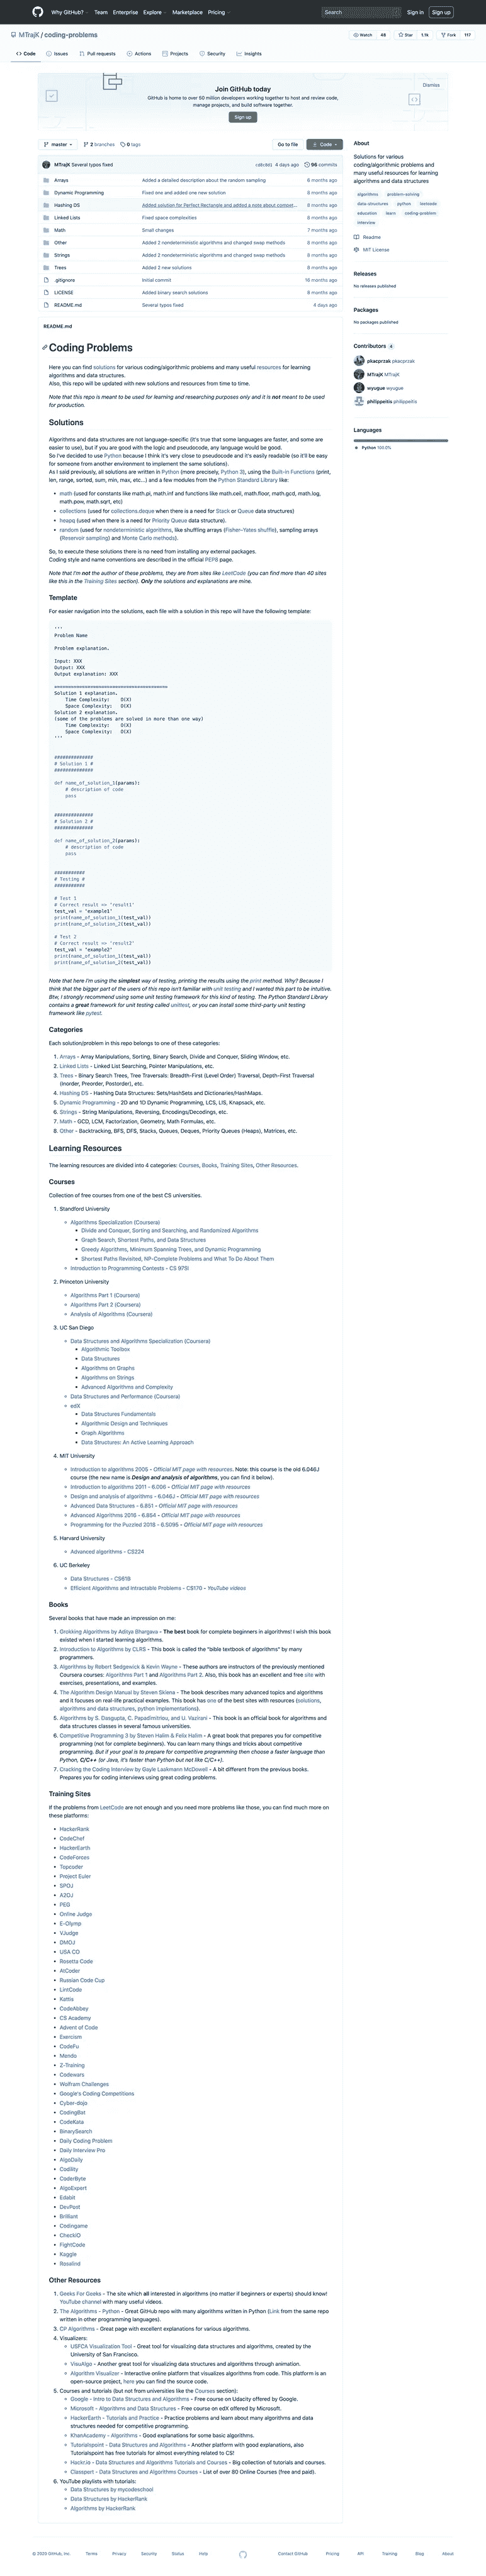 Why GitHub? Team Enterprise Explore Marketplace Pricing Search Sign in Sign up
MTrajK / coding-problems Watch 48 Star 1.1k Fork 117
Code Issues Pull requests Actions Projects Security Insights
Join GitHub today
Dismiss
GitHub is home to over 50 million developers working together to host and review code,
manage projects, and build software together.
Sign up
master 2 branches 0 tags Go to file Code
MTrajK Several typos fixed 4 days ago 96 commits
Arrays Added a detailed description about the random sampling 8 months ago
Dynamic Programming Fixed one and added one new solution 8 months ago
Hashing DS Added solution for Perfect Rectangle and added a note about 8 months ago
Linked Lists Fixed space complexities 8 months ago
Math Small changes 7 months ago
Other Added 2 nondeterministic algorithms and changed swap methods 8 months ago
Strings Added 2 nondeterministic algorithms and changed swap methods 8 months ago
Trees Added 2 new solutions 8 months ago
.gitignore Initial commit 16 months ago
LICENSE Added binary search solutions 8 months ago
README.md Several typos fixed 4 days ago
About
Solutions for various
coding/algorithmic problems and
many useful resources for learning
algorithms and data structures
algorithms problem-solving
data-structures python leetcode
education learn coding-problem
interview
Readme
MIT License
Releases
No releases published
Packages
No packages published
Contributors 4
pkacprzak pkacprzak
MTrajK MTrajK
wyugue wyugue
philippeitis philippeitis
Languages
Python 100.0%
README.md
Coding Problems
Here you can find solutions for various coding/algorithmic problems and many useful resources for learning
algorithms and data structures.
Also, this repo will be updated with new solutions and resources from time to time.
Note that this repo is meant to be used for learning and researching purposes only and it is not meant to be used
for production.
Solutions
Algorithms and data structures are not language-specific (it's true that some languages are faster, and some are
easier to use), but if you are good with the logic and pseudocode, any language is equally good.
So I've decided to use Python because I think it's very close to pseudocode and it's easily readable (so it'll be easy
for someone from another environment to implement the same solutions).
As I said previously, all solutions are written in Python (more precisely, Python 3), using the Built-in Functions (print,
len, range, sorted, sum, min, max, etc...) and a few modules from the Python Standard Library like:
math (used for constants like math.pi, math.inf and functions like math.ceil, math.floor, math.gcd, math.log,
math.pow, math.sqrt, etc)
collections (used for collections.deque when there is a need for Stack or Queue data structures)
heapq (used when there is a need for Priority Queue data structure).
random (used for nondeterministic algorithms, like shuffling arrays (Fisher–Yates shuffle), sampling arrays
(Reservoir sampling) and Monte Carlo methods).
So, to execute these solutions there is no need from installing any external packages.
Coding style and name conventions are described in the official PEP8 page.
Note that I'm not the author of these problems, they are from sites like LeetCode (you can find more than 40 sites
like this in the Training Sites section). Only the solutions and explanations are mine.
Template
For easier navigation into the solutions, each file with a solution in this repo will have the following template:
'''
Problem Name
Problem explanation.
Input: XXX
Output: XXX
Output explanation: XXX
=========================================
Solution 1 explanation.
Time Complexity: O(X)
Space Complexity: O(X)
Solution 2 explanation.
(some of the problems are solved in more than one way)
Time Complexity: O(X)
Space Complexity: O(X)
'''
##############
# Solution 1 #
##############
def name_of_solution_1(params):
# description of code
pass
##############
# Solution 2 #
##############
def name_of_solution_2(params):
# description of code
pass
###########
# Testing #
###########
# Test 1
# Correct result => 'result1'
test_val = 'example1'
print(name_of_solution_1(test_val))
print(name_of_solution_2(test_val))
# Test 2
# Correct result => 'result2'
test_val = 'example2'
print(name_of_solution_1(test_val))
print(name_of_solution_2(test_val))
Note that here I'm using the simplest way of testing, printing the results using the print method. Why? Because I
think that the bigger part of the users of this repo aren't familiar with unit testing and I wanted this part to be intuitive.
Btw, I strongly recommend using some unit testing framework for this kind of testing. The Python Standard Library
contains a great framework for unit testing called unittest, or you can install some third-party unit testing
framework like pytest.
Categories
Each solution/problem in this repo belongs to one of these categories:
1. Arrays - Array Manipulations, Sorting, Binary Search, Divide and Conquer, Sliding Window, etc.
2. Linked Lists - Linked List Searching, Pointer Manipulations, etc.
3. Trees - Binary Search Trees, Tree Traversals: Breadth-First (Level Order) Traversal, Depth-First Traversal
(Inorder, Preorder, Postorder), etc.
4. Hashing DS - Hashing Data Structures: Sets/HashSets and Dictionaries/HashMaps.
5. Dynamic Programming - 2D and 1D Dynamic Programming, LCS, LIS, Knapsack, etc.
6. Strings - String Manipulations, Reversing, Encodings/Decodings, etc.
7. Math - GCD, LCM, Factorization, Geometry, Math Formulas, etc.
8. Other - Backtracking, BFS, DFS, Stacks, Queues, Deques, Priority Queues (Heaps), Matrices, etc.
Learning Resources
The learning resources are divided into 4 categories: Courses, Books, Training Sites, Other Resources.
Courses
Collection of free courses from one of the best CS universities.
1. Standford University
Algorithms Specialization (Coursera)
Divide and Conquer, Sorting and Searching, and Randomized Algorithms
Graph Search, Shortest Paths, and Data Structures
Greedy Algorithms, Minimum Spanning Trees, and Dynamic Programming
Shortest Paths Revisited, NP-Complete Problems and What To Do About Them
Introduction to Programming Contests - CS 97SI
2. Princeton University
Algorithms Part 1 (Coursera)
Algorithms Part 2 (Coursera)
Analysis of Algorithms (Coursera)
3. UC San Diego
Data Structures and Algorithms Specialization (Coursera)
Algorithmic Toolbox
Data Structures
Algorithms on Graphs
Algorithms on Strings
Advanced Algorithms and Complexity
Data Structures and Performance (Coursera)
edX
Data Structures Fundamentals
Algorithmic Design and Techniques
Graph Algorithms
Data Structures: An Active Learning Approach
4. MIT University
Introduction to algorithms 2005 - Official MIT page with resources. Note: this course is the old 6.046J
course (the new name is Design and analysis of algorithms, you can find it below).
Introduction to algorithms 2011 - 6.006 - Official MIT page with resources
Design and analysis of algorithms - 6.046J - Official MIT page with resources
Advanced Data Structures - 6.851 - Official MIT page with resources
Advanced Algorithms 2016 - 6.854 - Official MIT page with resources
Programming for the Puzzled 2018 - 6.S095 - Official MIT page with resources
5. Harvard University
Advanced algorithms - CS224
6. UC Berkeley
Data Structures - CS61B
Efficient Algorithms and Intractable Problems - CS170 - YouTube videos
Books
Several books that have made an impression on me:
1. Grokking Algorithms by Aditya Bhargava - The best book for complete beginners in algorithms! I wish this book
existed when I started learning algorithms.
2. Introduction to Algorithms by CLRS - This book is called the "bible textbook of algorithms" by many
programmers.
3. Algorithms by Robert Sedgewick & Kevin Wayne - These authors are instructors of the previously mentioned
Coursera courses: Algorithms Part 1 and Algorithms Part 2. Also, this book has an excellent and free site with
exercises, presentations, and examples.
4. The Algorithm Design Manual by Steven Skiena - The book describes many advanced topics and algorithms
and it focuses on real-life practical examples. This book has one of the best sites with resources (solutions,
algorithms and data structures, python implementations).
5. Algorithms by S. Dasgupta, C. Papadimitriou, and U. Vazirani - This book is an official book for algorithms and
data structures classes in several famous universities.
6. Competitive Programming 3 by Steven Halim & Felix Halim - A great book that prepares you for competitive
programming (not for complete beginners). You can learn many things and tricks about competitive
programming. But if your goal is to prepare for competitive programming then choose a faster language than
Python, C/C++ (or Java, it's faster than Python but not like C/C++).
7. Cracking the Coding Interview by Gayle Laakmann McDowell - A bit different from the previous books.
Prepares you for coding interviews using great coding problems.
Training Sites
If the problems from LeetCode are not enough and you need more problems like those, you can find much more on
these platforms:
HackerRank
CodeChef
HackerEarth
CodeForces
Topcoder
Project Euler
SPOJ
A2OJ
PEG
Online Judge
E-Olymp
VJudge
DMOJ
USA CO
Rosetta Code
AtCoder
Russian Code Cup
LintCode
Kattis
CodeAbbey
CS Academy
Advent of Code
Exercism
CodeFu
Mendo
Z-Training
Codewars
Wolfram Challenges
Google's Coding Competitions
Cyber-dojo
CodingBat
CodeKata
BinarySearch
Daily Coding Problem
Daily Interview Pro
AlgoDaily
Codility
CoderByte
AlgoExpert
Edabit
DevPost
Brilliant
Codingame
CheckiO
FightCode
Kaggle
Rosalind
Other Resources
1. Geeks For Geeks - The site which all interested in algorithms (no matter if beginners or experts) should know!
YouTube channel with many useful videos.
2. The Algorithms - Python - Great GitHub repo with many algorithms written in Python (Link from the same repo
written in other programming languages).
3. CP Algorithms - Great page with excellent explanations for various algorithms.
4. Visualizers:
USFCA Visualization Tool - Great tool for visualizing data structures and algorithms, created by the
University of San Francisco.
VisuAlgo - Another great tool for visualizing data structures and algorithms through animation.
Algorithm Visualizer - Interactive online platform that visualizes algorithms from code. This platform is an
open-source project, here you can find the source code.
5. Courses and tutorials (but not from universities like the Courses section):
Google - Intro to Data Structures and Algorithms - Free course on Udacity offered by Google.
Microsoft - Algorithms and Data Structures - Free course on edX offered by Microsoft.
HackerEarth - Tutorials and Practice - Practice problems and learn about many algorithms and data
structures needed for competitive programming.
KhanAcademy - Algorithms - Good explanations for some basic algorithms.
Tutorialspoint - Data Structures and Algorithms - Another platform with good explanations, also
Tutorialspoint has free tutorials for almost everything related to CS!
Hackr.io - Data Structures and Algorithms Tutorials and Courses - Big collection of tutorials and courses.
Classpert - Data Structures and Algorithms Courses - List of over 80 Online Courses (free and paid).
6. YouTube playlists with tutorials:
Data Structures by mycodeschool
Data Structures by HackerRank
Algorithms by HackerRank
© 2020 GitHub, Inc. Terms Privacy Security Status Help Contact GitHub Pricing API Training Blog About